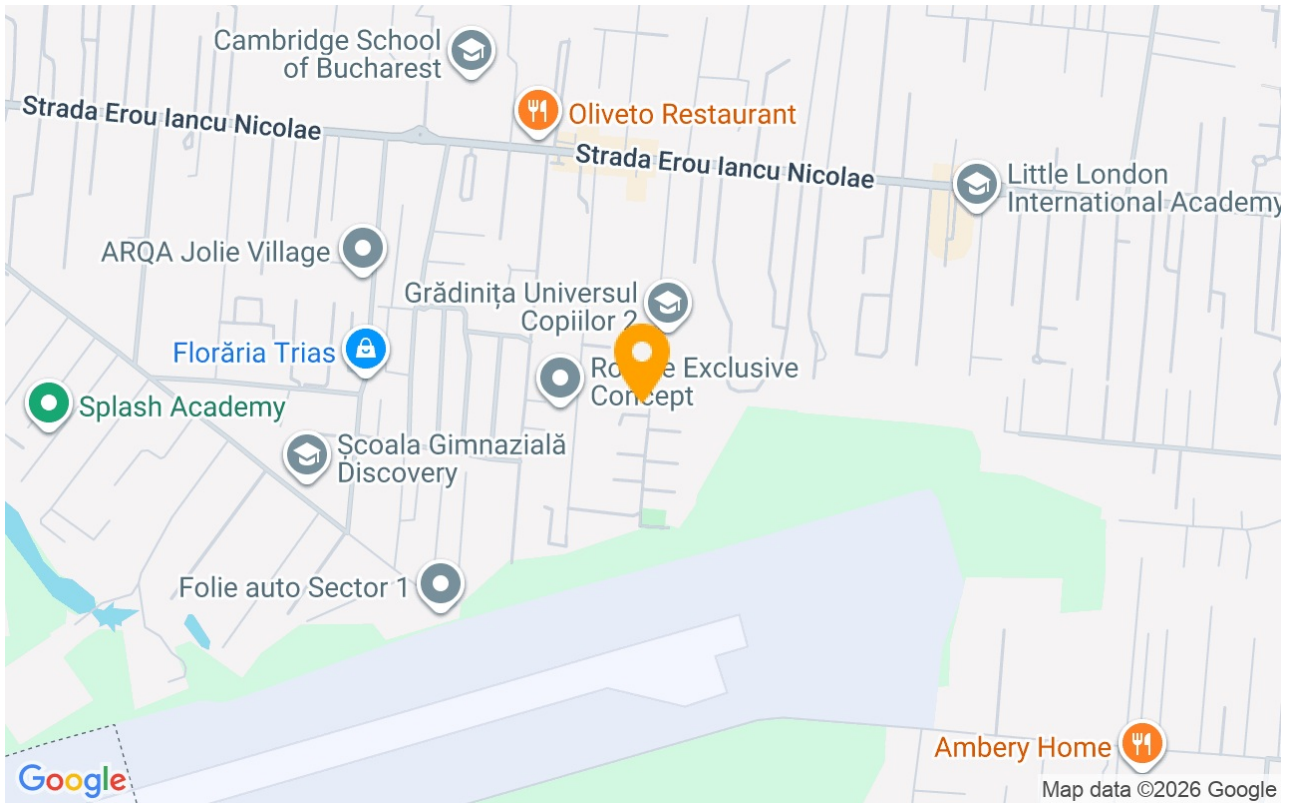 Cambridge School
of Bucharest
Strada Erou Iancu Nicolae
Oliveto Restaurant
Strada Erou Iancu Nicolae
Little London
International Academy
ARQA Jolie Village
Grădinița Universul
Copiilor 2
Florăria Trias
Exclusive
Concept
Splash Academy
Școala Gimnazială
Discovery
Folie auto Sector 1
Ambery Home
Google
Map data ©2026 Google